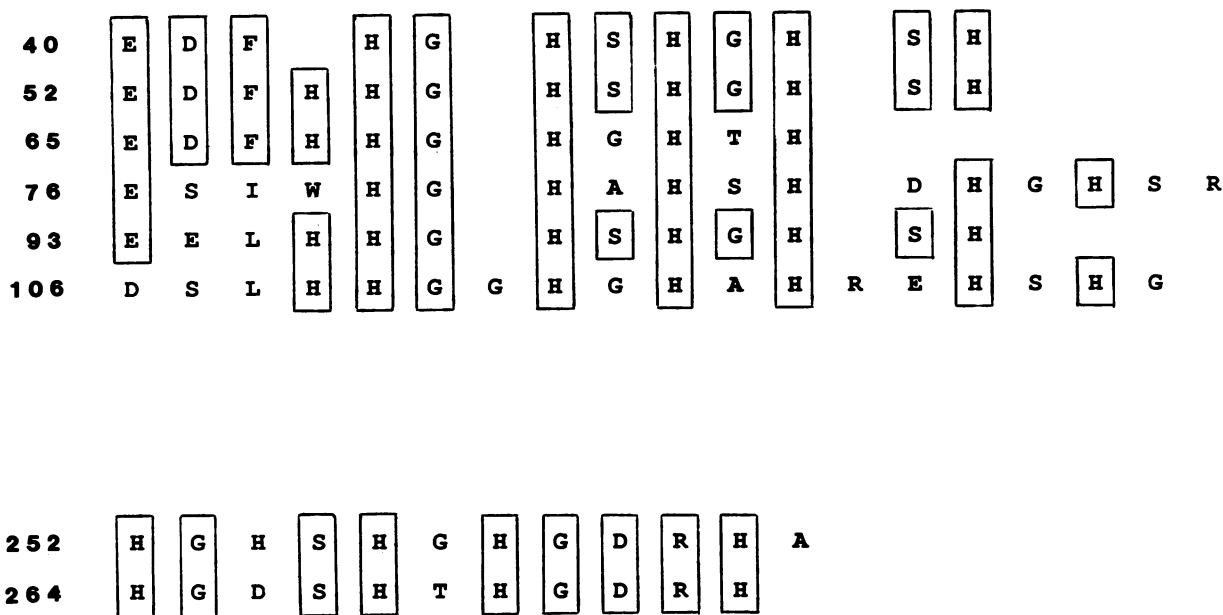 40 E D F H G H S H G H S H
52 E D F H H G H S H G H S H
65 E D F H H G H G H T H
76 E S I W H G H A H S H D H G H S R
93 E E L H H G H S H G H S H
106 D S L H H G G H G H A H R E H S H G
252 H G H S H G H G D R H A
264 H G D S H T H G D R H